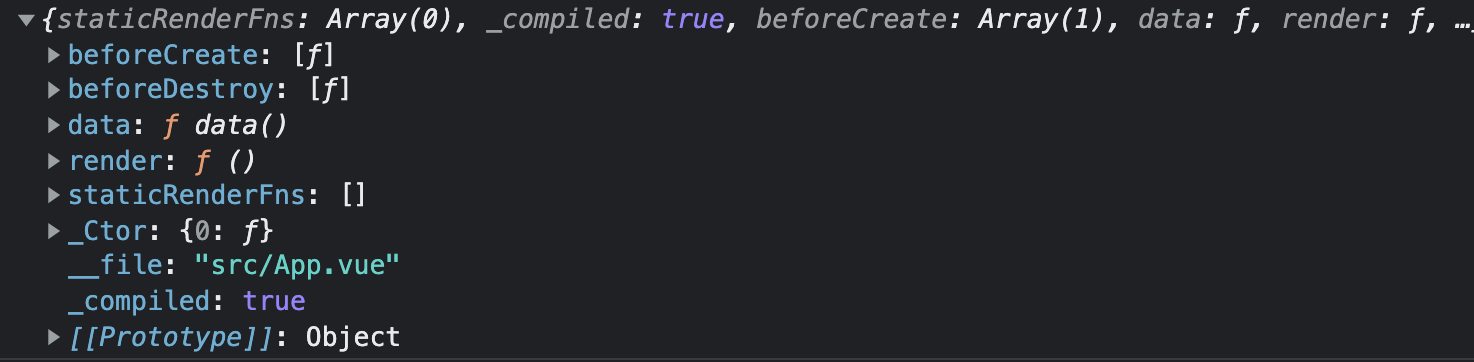 ▼{staticRenderFns: Array(0), _compiled: true, beforeCreate: Array(1), data: ƒ, render: ƒ, …
▶ beforeCreate: [ƒ]
▶ beforeDestroy: [ƒ]
▶ data: ƒ data()
▶ render: ƒ ()
▶ staticRenderFns: []
▶ _Ctor: {0: ƒ}
__file: "src/App.vue"
_compiled: true
▶ [[Prototype]]: Object